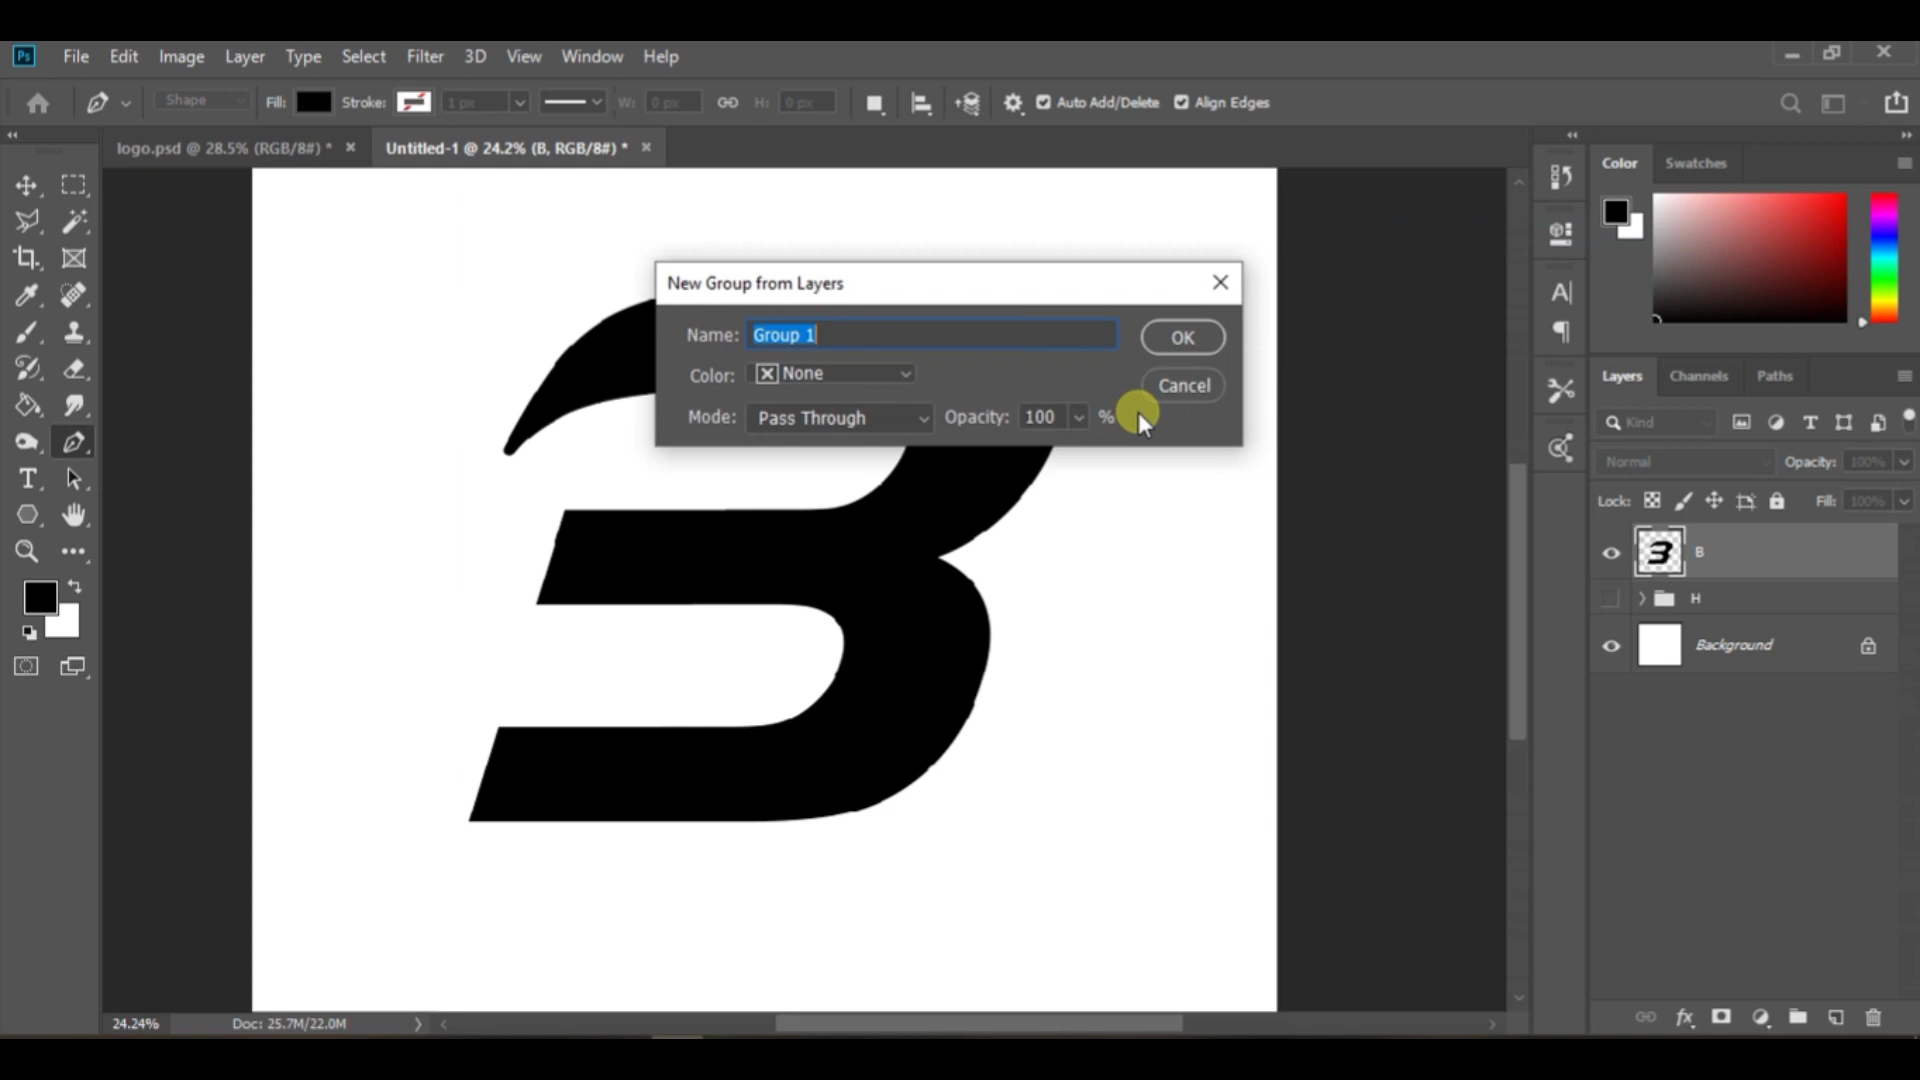 Ps File Edit Image Layer Type Select Filter 3D View Window Help
Shape Fill: Stroke: 1 px W: 0 px H: 0 px Auto Add/Delete Align Edges
logo.psd @ 28.5% (RGB/8#) * Untitled-1 @ 24.2% (B, RGB/8#) *
Color Swatches
New Group from Layers
Name: Group 1 OK
Color: None Cancel
Mode: Pass Through Opacity: 100 %
Layers Channels Paths
Kind
Normal Opacity: 100%
Lock: Fill: 100%
B
H
Background
24.24% Doc: 25.7M/22.0M